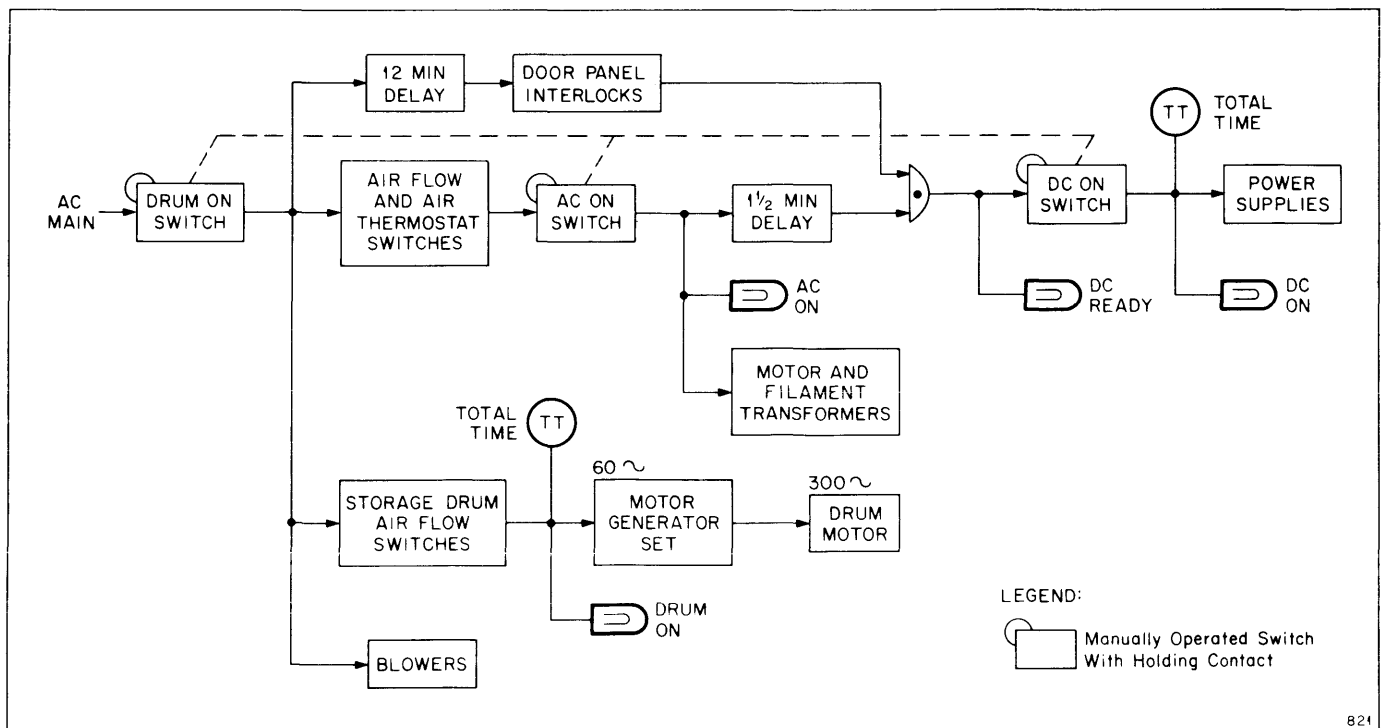 12 MIN
DELAY
DOOR PANEL
INTERLOCKS
TT
TOTAL
TIME
AC
MAIN
DRUM ON
SWITCH
AIR FLOW
AND AIR
THERMOSTAT
SWITCHES
AC ON
SWITCH
1½ MIN
DELAY
DC ON
SWITCH
POWER
SUPPLIES
AC
ON
DC
READY
DC
ON
MOTOR AND
FILAMENT
TRANSFORMERS
TOTAL
TIME
TT
STORAGE DRUM
AIR FLOW
SWITCHES
60 ~
MOTOR
GENERATOR
SET
300 ~
DRUM
MOTOR
DRUM
ON
BLOWERS
LEGEND:
Manually Operated Switch
With Holding Contact
821